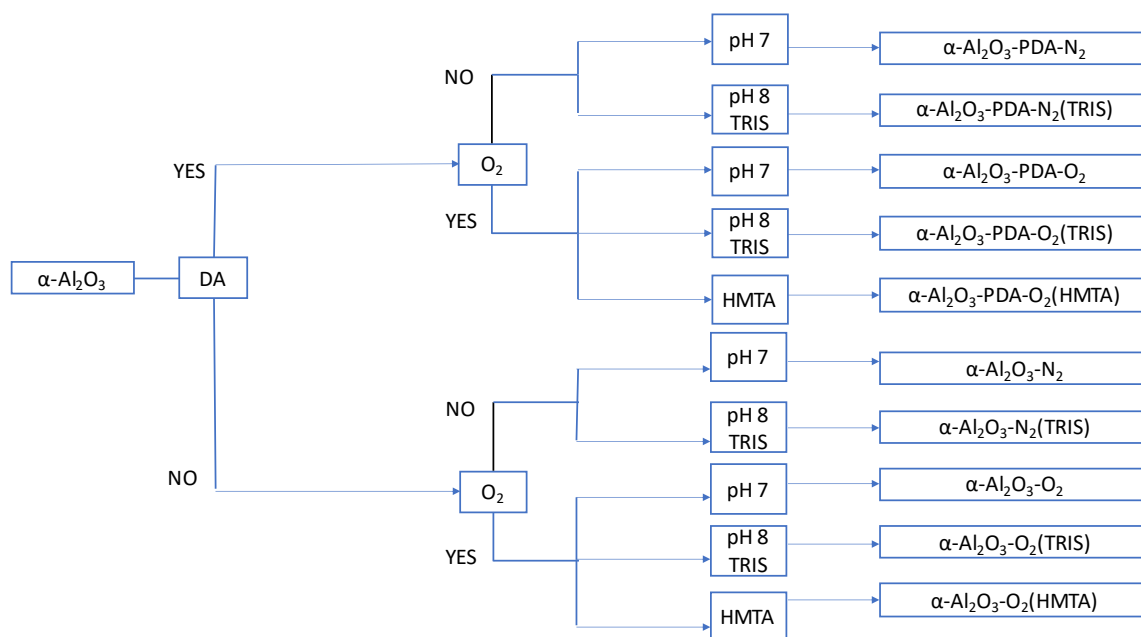 pH 7
α-Al₂O₃-PDA-N₂
NO
pH 8
TRIS
α-Al₂O₃-PDA-N₂(TRIS)
YES
O₂
pH 7
α-Al₂O₃-PDA-O₂
YES
pH 8
TRIS
α-Al₂O₃-PDA-O₂(TRIS)
α-Al₂O₃
DA
HMTA
α-Al₂O₃-PDA-O₂(HMTA)
pH 7
α-Al₂O₃-N₂
NO
pH 8
TRIS
α-Al₂O₃-N₂(TRIS)
NO
O₂
pH 7
α-Al₂O₃-O₂
YES
pH 8
TRIS
α-Al₂O₃-O₂(TRIS)
HMTA
α-Al₂O₃-O₂(HMTA)